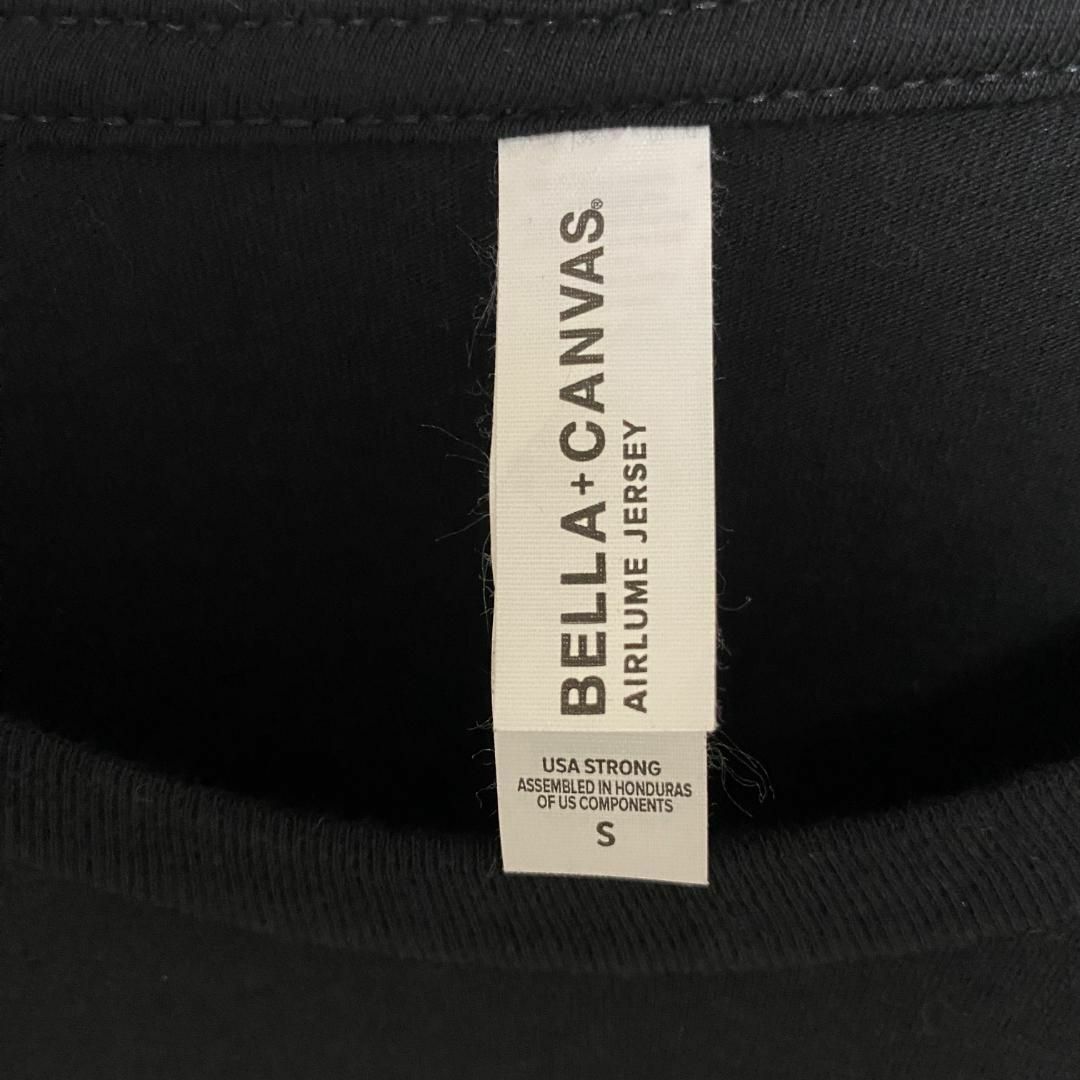 BELLA+CANVAS®
AIRLUME JERSEY
USA STRONG
ASSEMBLED IN HONDURAS
OF US COMPONENTS
S